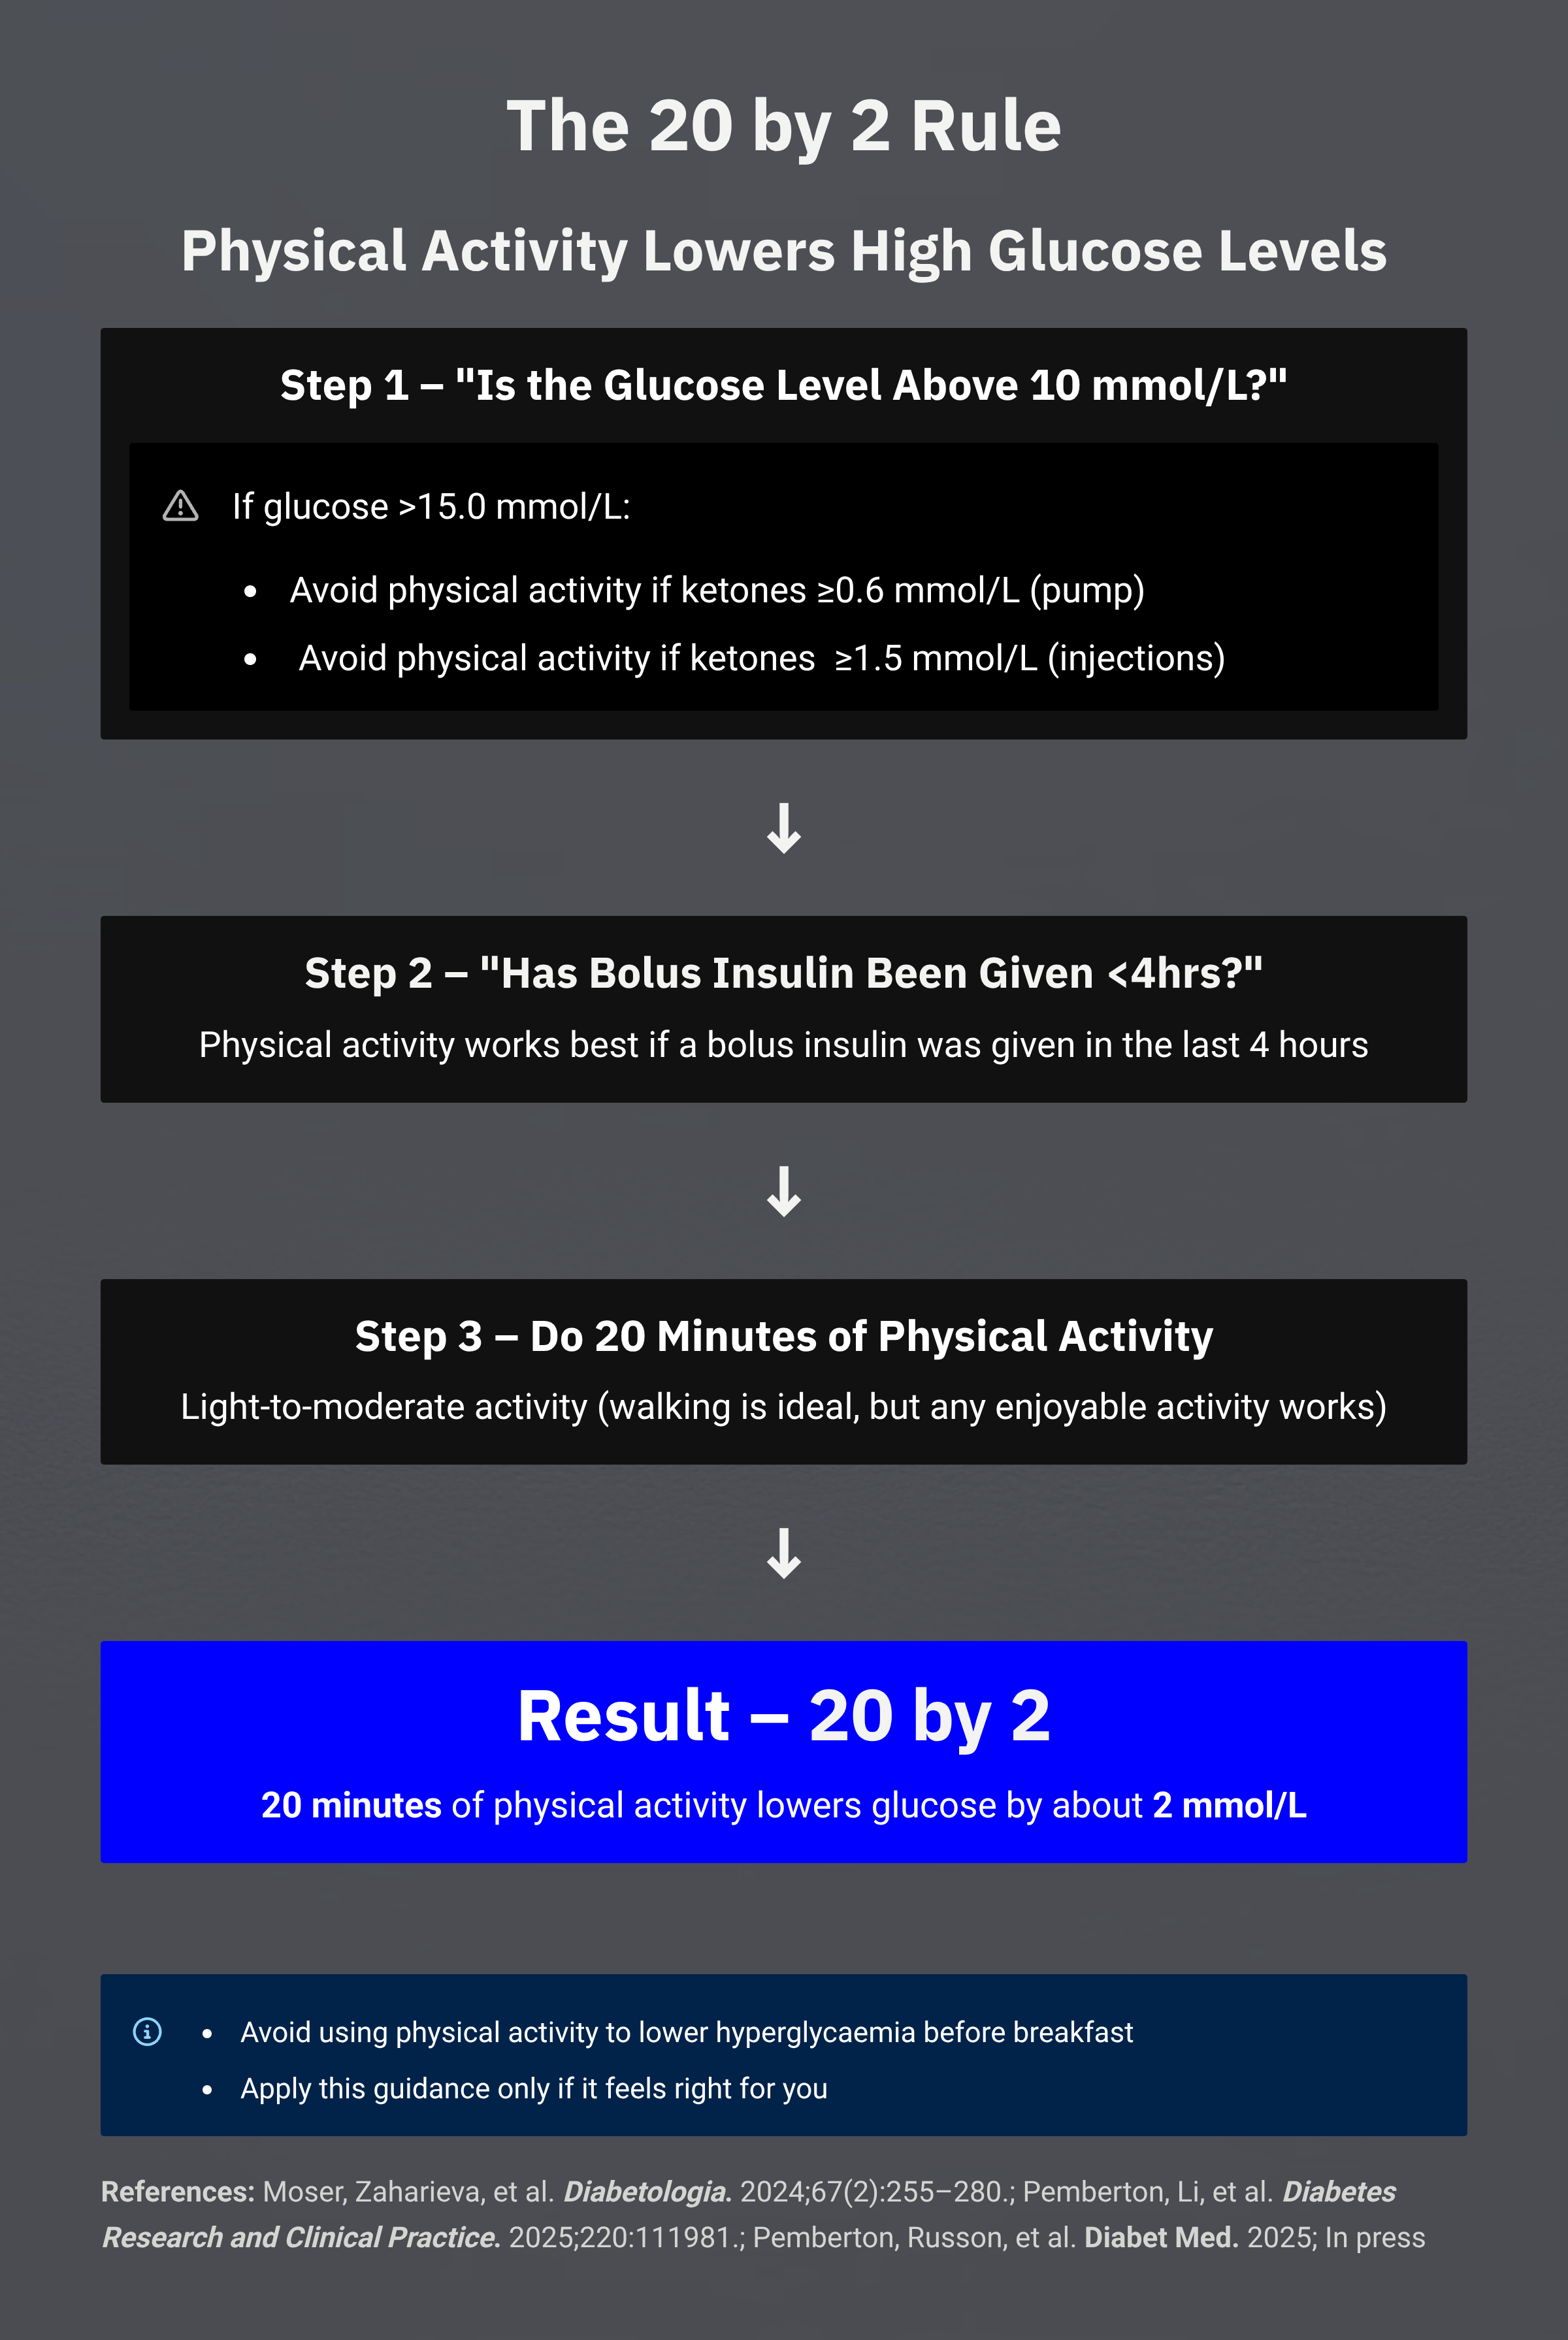 The 20 by 2 Rule
Physical Activity Lowers High Glucose Levels
Step 1 – "Is the Glucose Level Above 10 mmol/L?"
If glucose >15.0 mmol/L:
• Avoid physical activity if ketones ≥0.6 mmol/L (pump)
• Avoid physical activity if ketones ≥1.5 mmol/L (injections)
Step 2 – "Has Bolus Insulin Been Given <4hrs?"
Physical activity works best if a bolus insulin was given in the last 4 hours
Step 3 – Do 20 Minutes of Physical Activity
Light-to-moderate activity (walking is ideal, but any enjoyable activity works)
Result – 20 by 2
20 minutes of physical activity lowers glucose by about 2 mmol/L
• Avoid using physical activity to lower hyperglycaemia before breakfast
• Apply this guidance only if it feels right for you
References: Moser, Zaharieva, et al. Diabetologia. 2024;67(2):255–280.; Pemberton, Li, et al. Diabetes
Research and Clinical Practice. 2025;220:111981.; Pemberton, Russon, et al. Diabet Med. 2025; In press